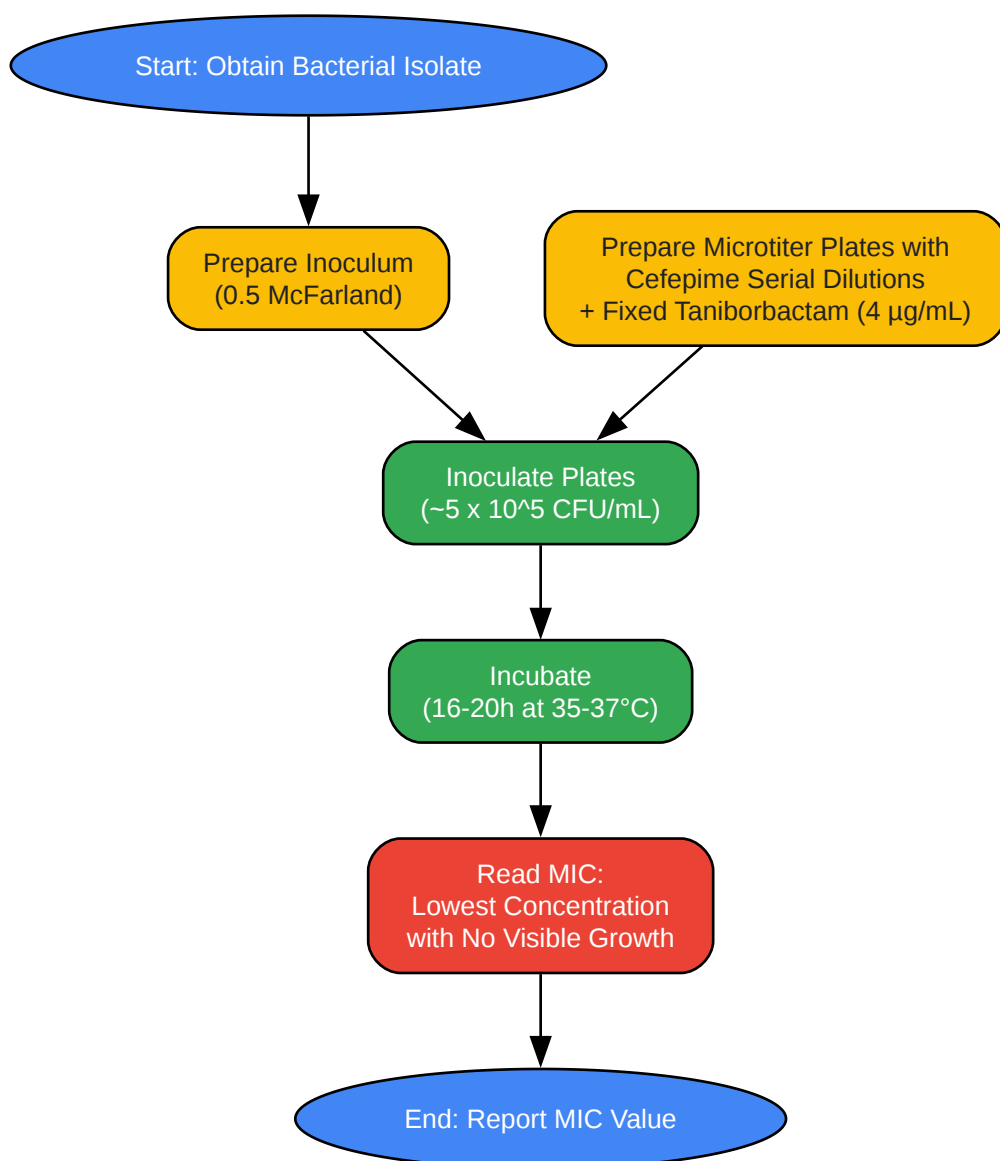 Start: Obtain Bacterial Isolate
Prepare Inoculum
(0.5 McFarland)
Prepare Microtiter Plates with
Cefepime Serial Dilutions
+ Fixed Taniborbactam (4 µg/mL)
Inoculate Plates
(~5 x 10^5 CFU/mL)
Incubate
(16-20h at 35-37°C)
Read MIC:
Lowest Concentration
with No Visible Growth
End: Report MIC Value